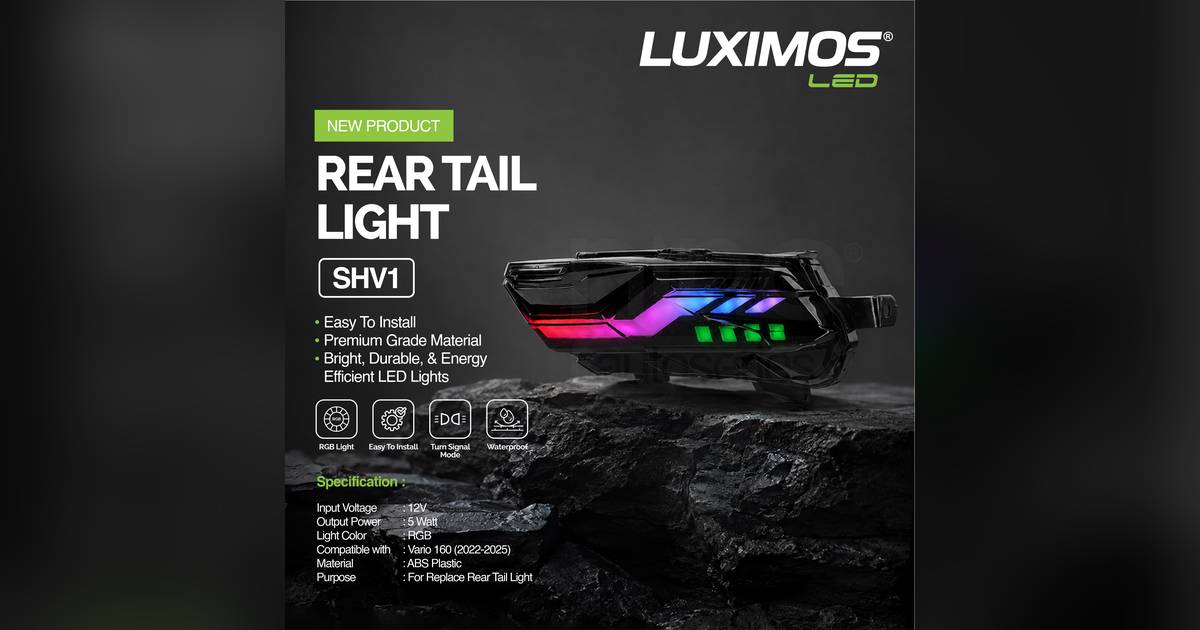 LUXIMOS®
LED
NEW PRODUCT
REAR TAIL
LIGHT
SHV1
• Easy To Install
• Premium Grade Material
• Bright, Durable, & Energy
Efficient LED Lights
RGB
RGB Light
Easy To Install
Turn Signal
Mode
Waterproof
Specification :
Input Voltage : 12V
Output Power : 5 Watt
Light Color : RGB
Compatible with : Vario 160 (2022-2025)
Material : ABS Plastic
Purpose : For Replace Rear Tail Light